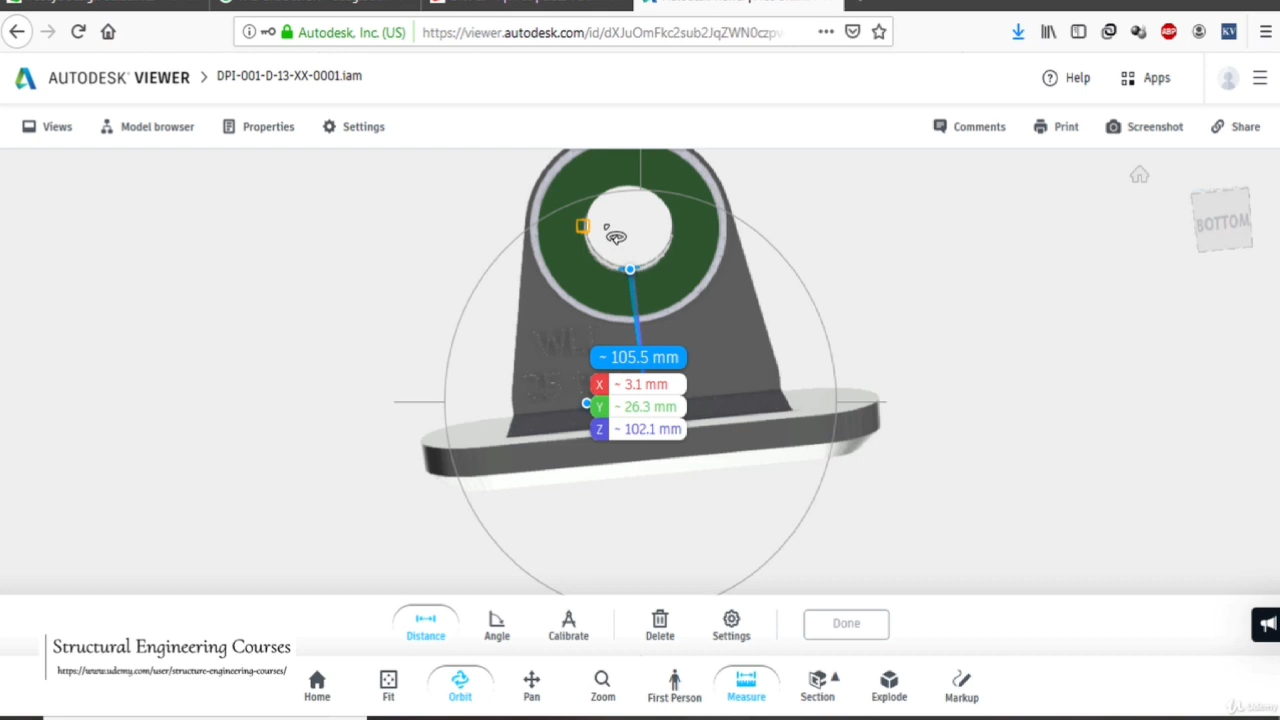 Autodesk, Inc. (US)
https://viewer.autodesk.com/id/dXJuOmFkc2sub2JqZWN0czpv
ABP
KV
AUTODESK® VIEWER > DPI-001-D-13-XX-0001.iam
Help
Apps
Views
Model browser
Properties
Settings
Comments
Print
Screenshot
Share
BOTTOM
~ 105.5 mm
X ~ 3.1 mm
Y ~ 26.3 mm
Z ~ 102.1 mm
Distance
Angle
Calibrate
Delete
Settings
Done
Structural Engineering Courses
https://www.udemy.com/user/structure-engineering-courses/
Home
Fit
Orbit
Pan
Zoom
First Person
Measure
Section
Explode
Markup
Udemy